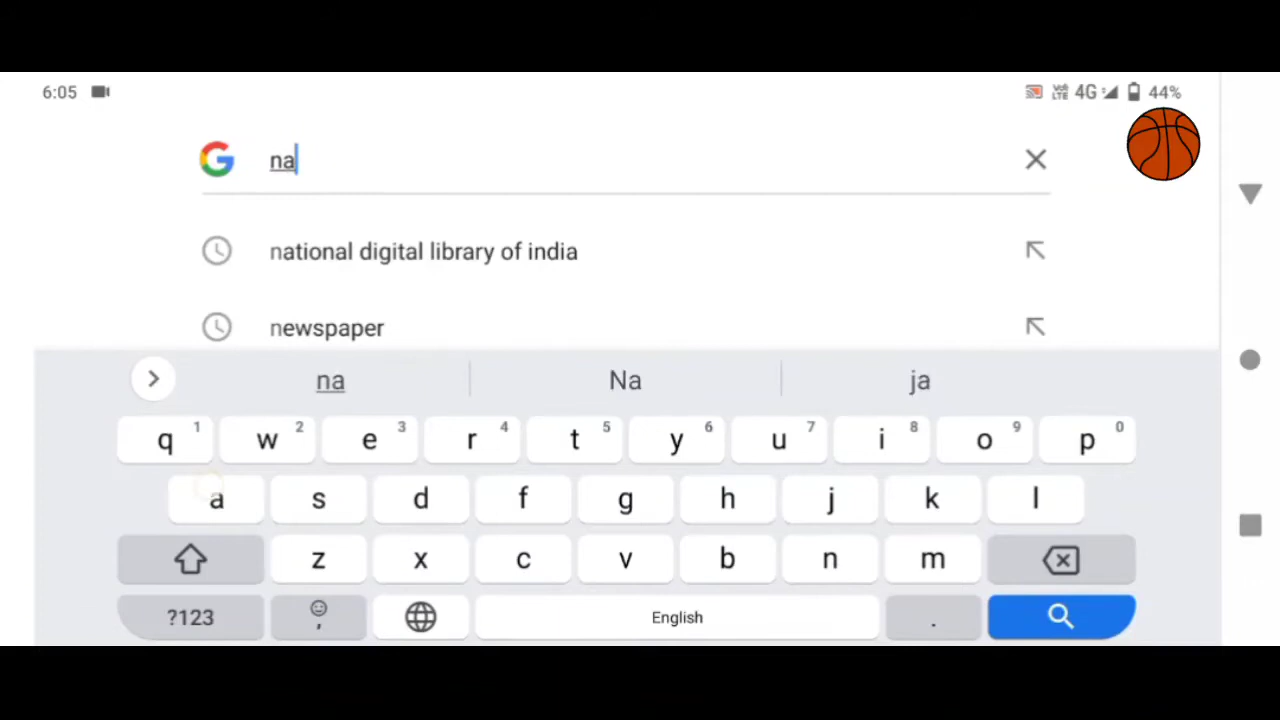 6:05 VoLTE 4G 44%
na
national digital library of india
newspaper
na Na ja
q 1 w 2 e 3 r 4 t 5 y 6 u 7 i 8 o 9 p 0
a s d f g h j k l
z x c v b n m
?123 , English .